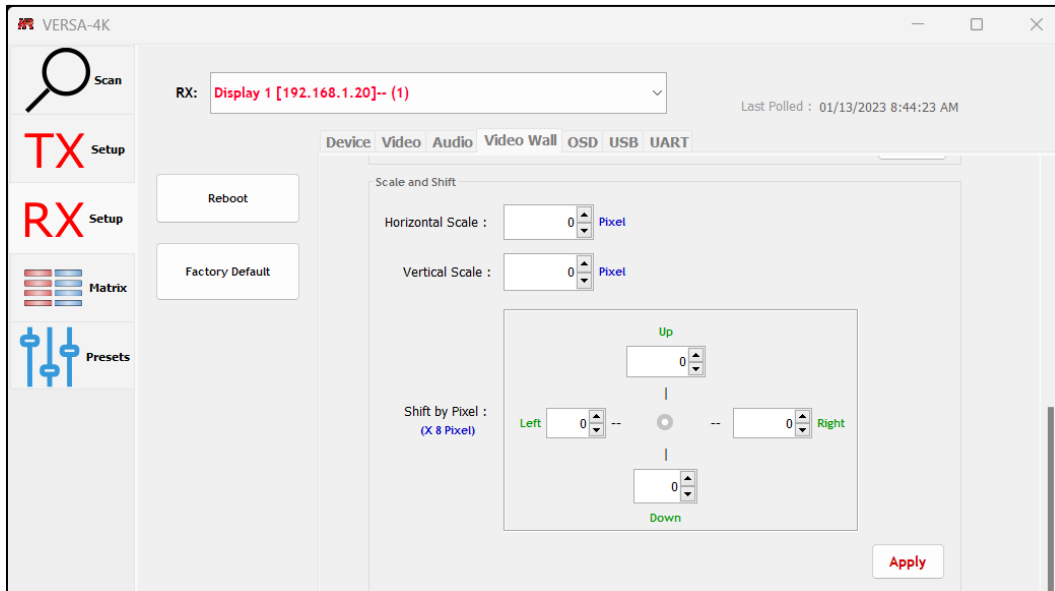 VERSA-4K
Scan
TX Setup
RX Setup
Matrix
Presets
RX: Display 1 [192.168.1.20]-- (1)
Last Polled : 01/13/2023 8:44:23 AM
Device Video Audio Video Wall OSD USB UART
Reboot
Factory Default
Scale and Shift
Horizontal Scale : 0 Pixel
Vertical Scale : 0 Pixel
Up
0
Shift by Pixel :
(X 8 Pixel)
Left 0 -- -- 0 Right
0
Down
Apply